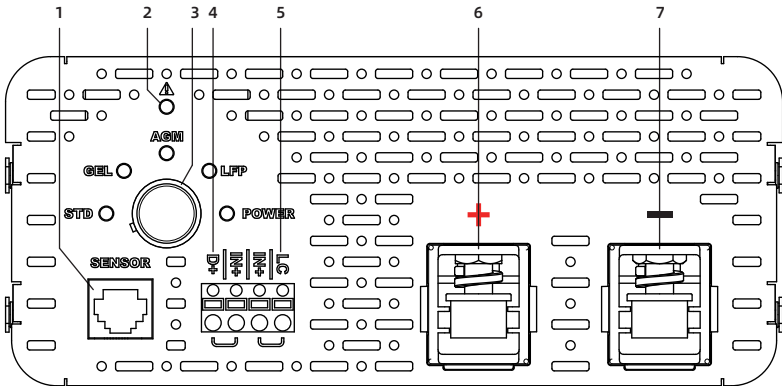 1 2 3 4 5 6 7
AGM
GEL LFP
STD POWER
SENSOR
D+ IN+ IN+ LC
+ −